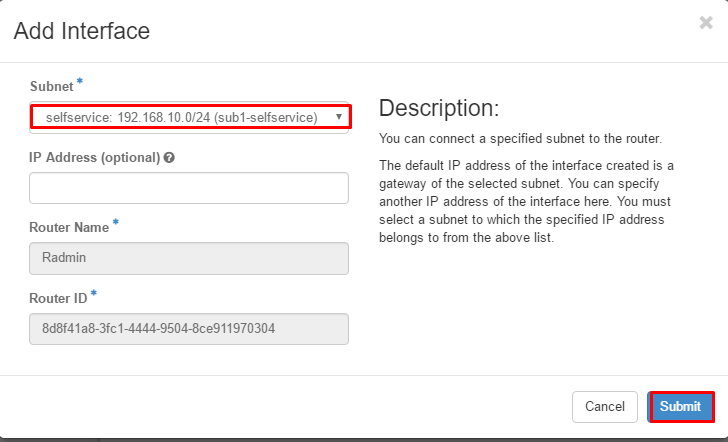 Add Interface
×
Subnet *
selfservice: 192.168.10.0/24 (sub1-selfservice)
IP Address (optional) ?
Router Name *
Radmin
Router ID *
8d8f41a8-3fc1-4444-9504-8ce911970304
Description:
You can connect a specified subnet to the router.
The default IP address of the interface created is a
gateway of the selected subnet. You can specify
another IP address of the interface here. You must
select a subnet to which the specified IP address
belongs to from the above list.
Cancel
Submit